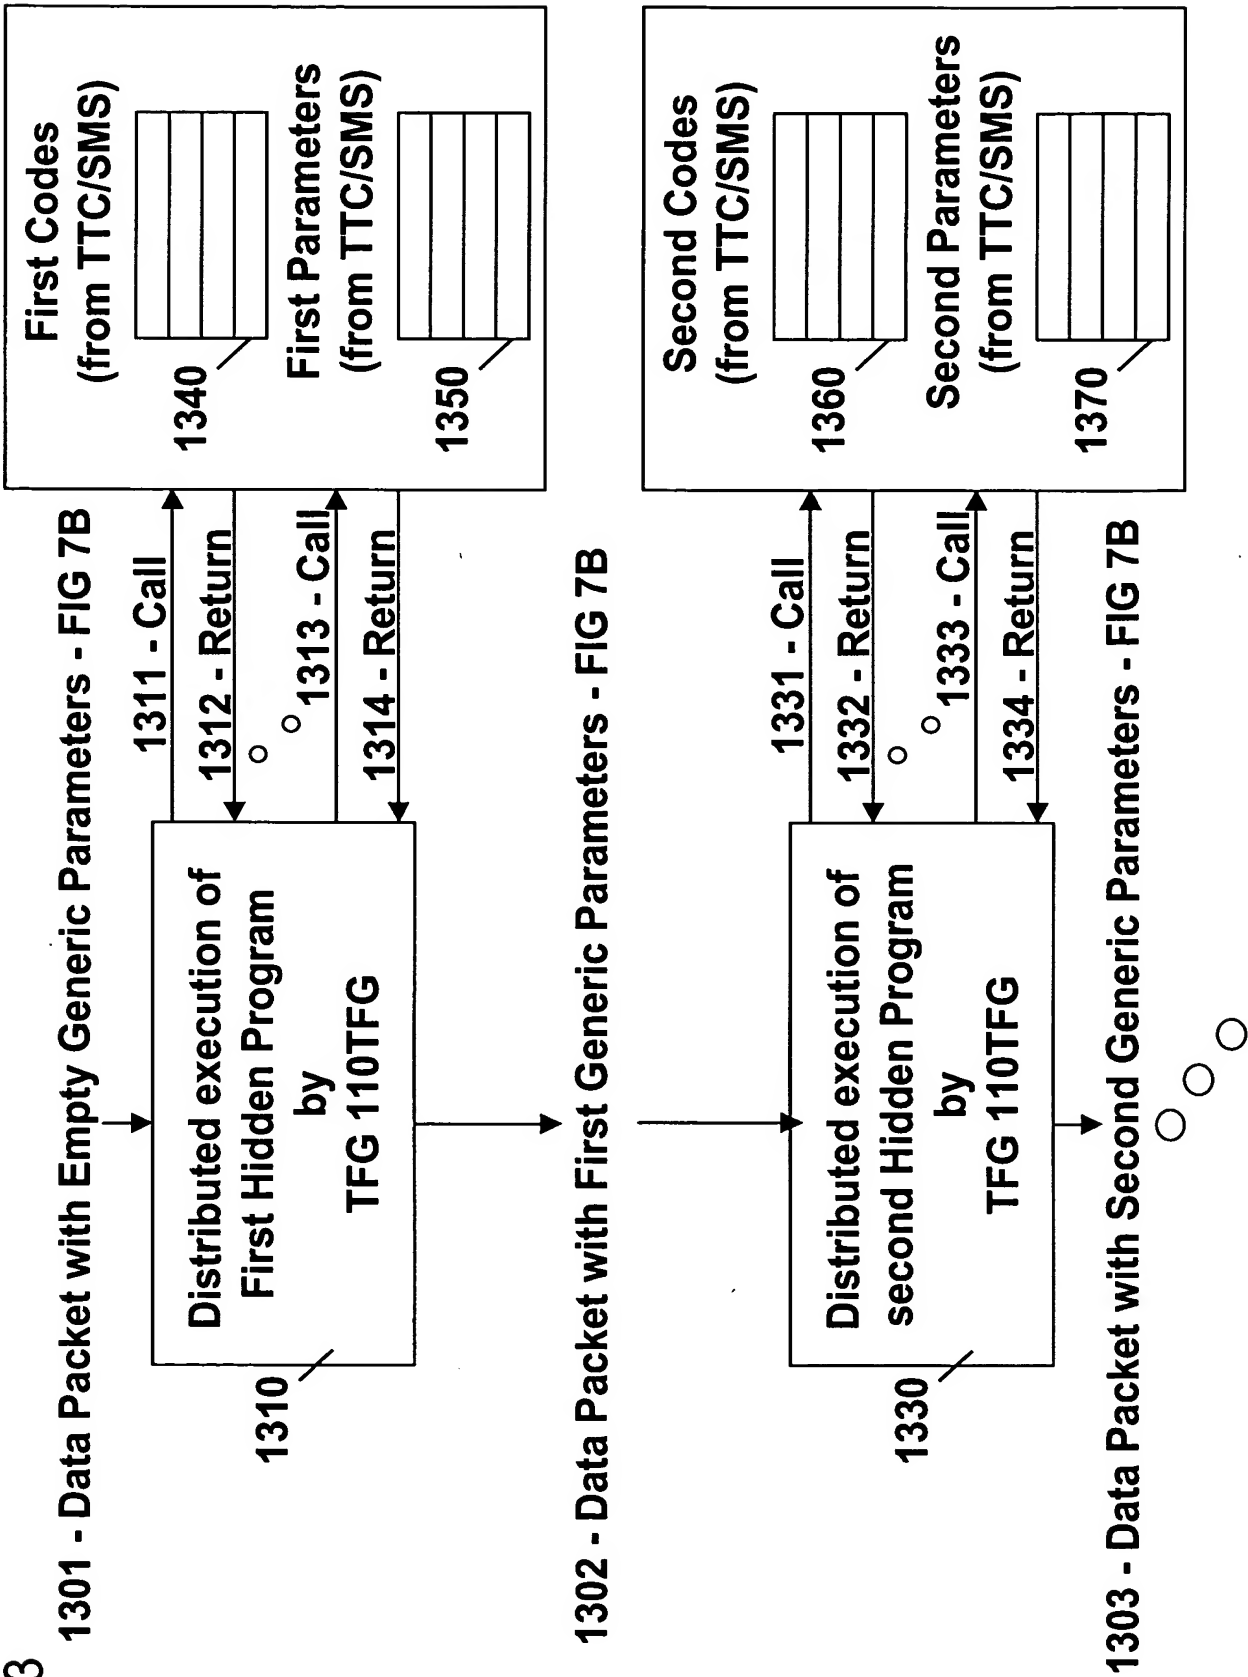 3
1301 - Data Packet with Empty Generic Parameters - FIG 7B
Distributed execution of
First Hidden Program
by
TFG 110TFG
1310
1311 - Call
1312 - Return
1313 - Call
1314 - Return
First Codes
(from TTC/SMS)
1340
First Parameters
(from TTC/SMS)
1350
1302 - Data Packet with First Generic Parameters - FIG 7B
Distributed execution of
second Hidden Program
by
TFG 110TFG
1330
1331 - Call
1332 - Return
1333 - Call
1334 - Return
Second Codes
(from TTC/SMS)
1360
Second Parameters
(from TTC/SMS)
1370
1303 - Data Packet with Second Generic Parameters - FIG 7B